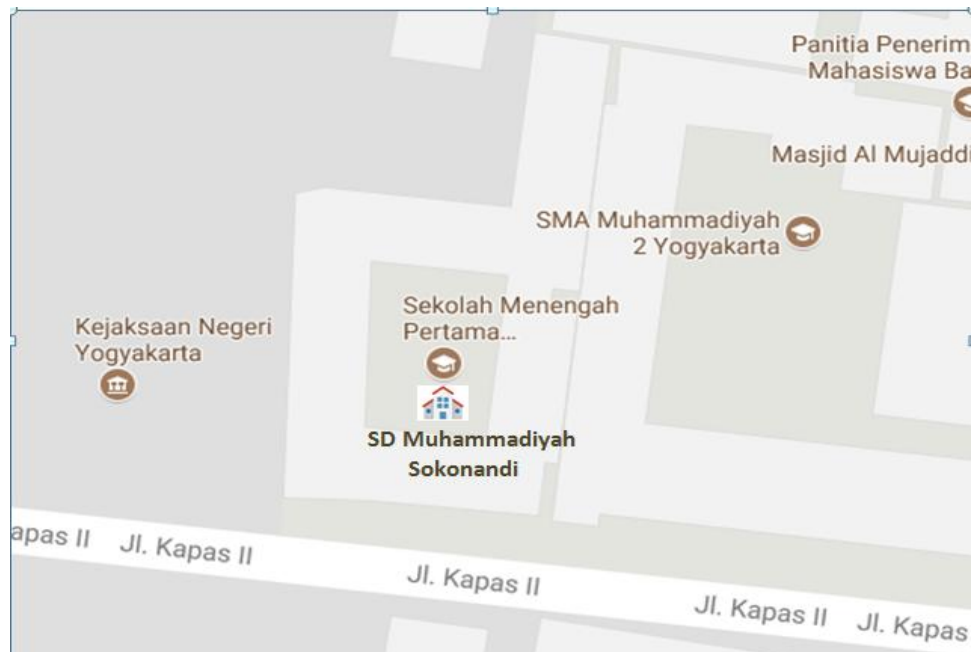 Panitia Penerim
Mahasiswa Ba
Masjid Al Mujaddi
SMA Muhammadiyah
2 Yogyakarta
Sekolah Menengah
Pertama...
Kejaksaan Negeri
Yogyakarta
SD Muhammadiyah
Sokonandi
apas II
Jl. Kapas II
Jl. Kapas II
Jl. Kapas II
Jl. Kapas